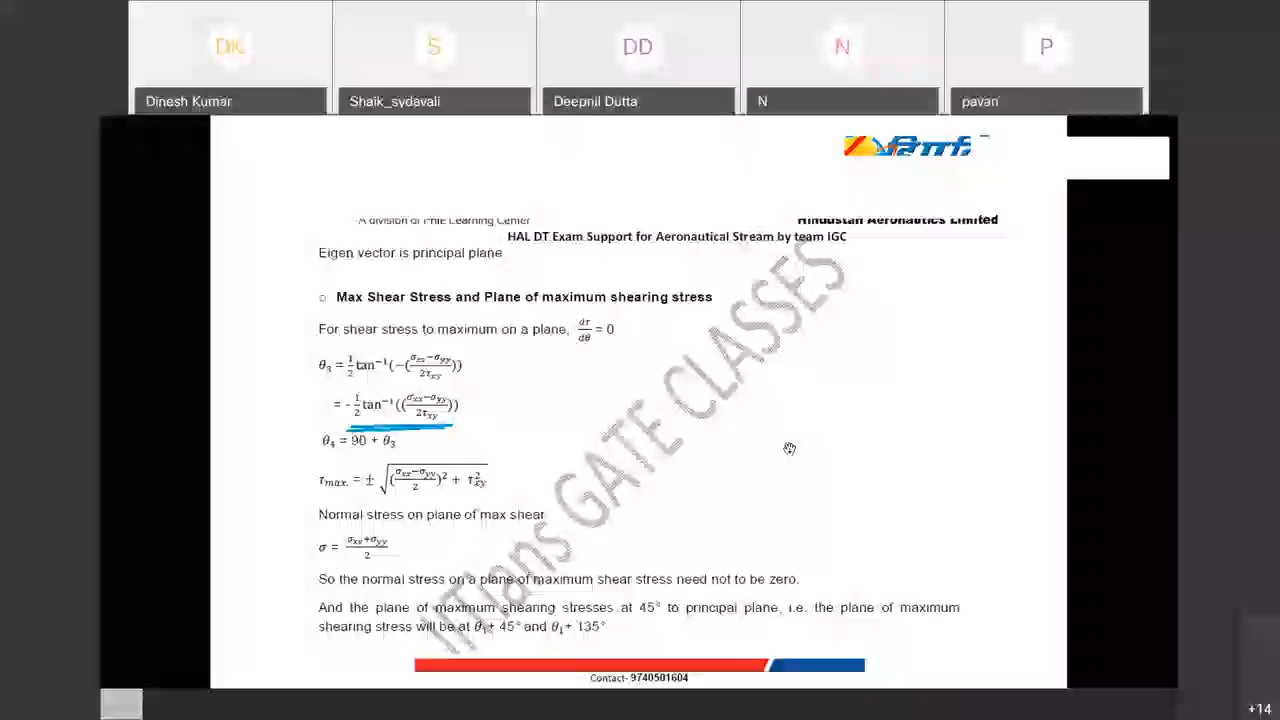 DK
S
DD
N
P
Dinesh Kumar
Shaik_sydavali
Deepnil Dutta
N
pavan
A division of PHIE Learning Center
Hindustan Aeronautics Limited
HAL DT Exam Support for Aeronautical Stream by team IGC
Eigen vector is principal plane
○ Max Shear Stress and Plane of maximum shearing stress
For shear stress to maximum on a plane, dτ/dθ = 0
θ₃ = 1/2 tan⁻¹(−(σxx−σyy/2τxy))
= - 1/2 tan⁻¹((σxx−σyy/2τxy))
θ₄ = 90 + θ₃
τmax. = ± √(σxx−σyy/2)² + τ²xy
Normal stress on plane of max shear
σ = σxx+σyy/2
So the normal stress on a plane of maximum shear stress need not to be zero.
And the plane of maximum shearing stresses at 45° to principal plane, i.e. the plane of maximum
shearing stress will be at θ₁+ 45° and θ₁+ 135°
IITians GATE CLASSES
Contact- 9740501604
+14